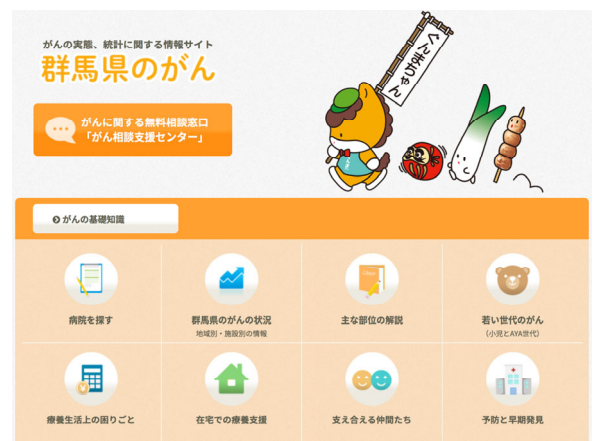 がんの実態、統計に関する情報サイト
群馬県のがん
ぐんまちゃん
がんに関する無料相談窓口
「がん相談支援センター」
がんの基礎知識
病院を探す
群馬県のがんの状況
地域別・施設別の情報
主な部位の解説
若い世代のがん
(小児とAYA世代)
療養生活上の困りごと
在宅での療養支援
支え合える仲間たち
予防と早期発見